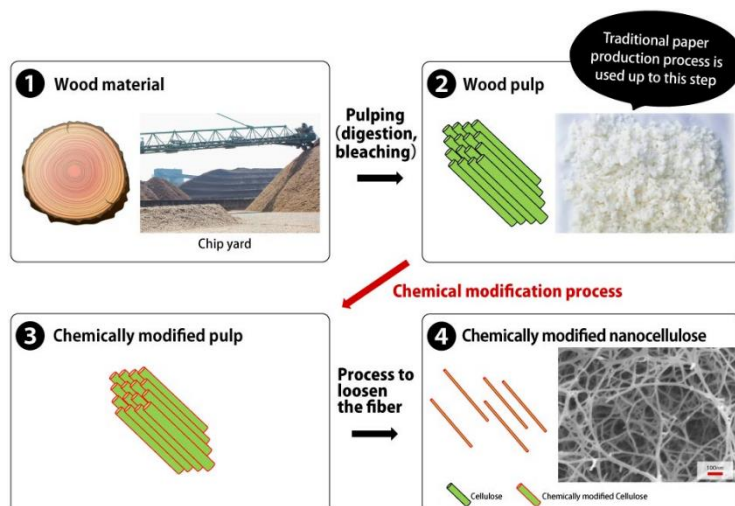 1 Wood material
Chip yard
Pulping
(digestion,
bleaching)
2 Wood pulp
Traditional paper
production process is
used up to this step
Chemical modification process
3 Chemically modified pulp
Process to
loosen
the fiber
4 Chemically modified nanocellulose
100nm
Cellulose
Chemically modified Cellulose